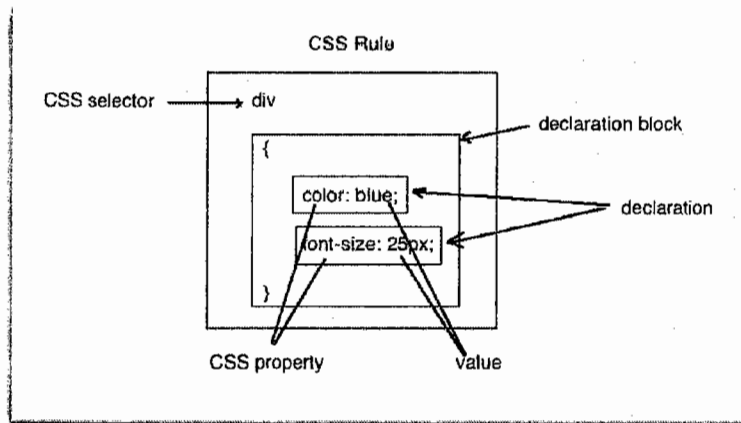 CSS Rule
CSS selector
div
declaration block
{
color: blue;
declaration
font-size: 25px;
}
CSS property
value